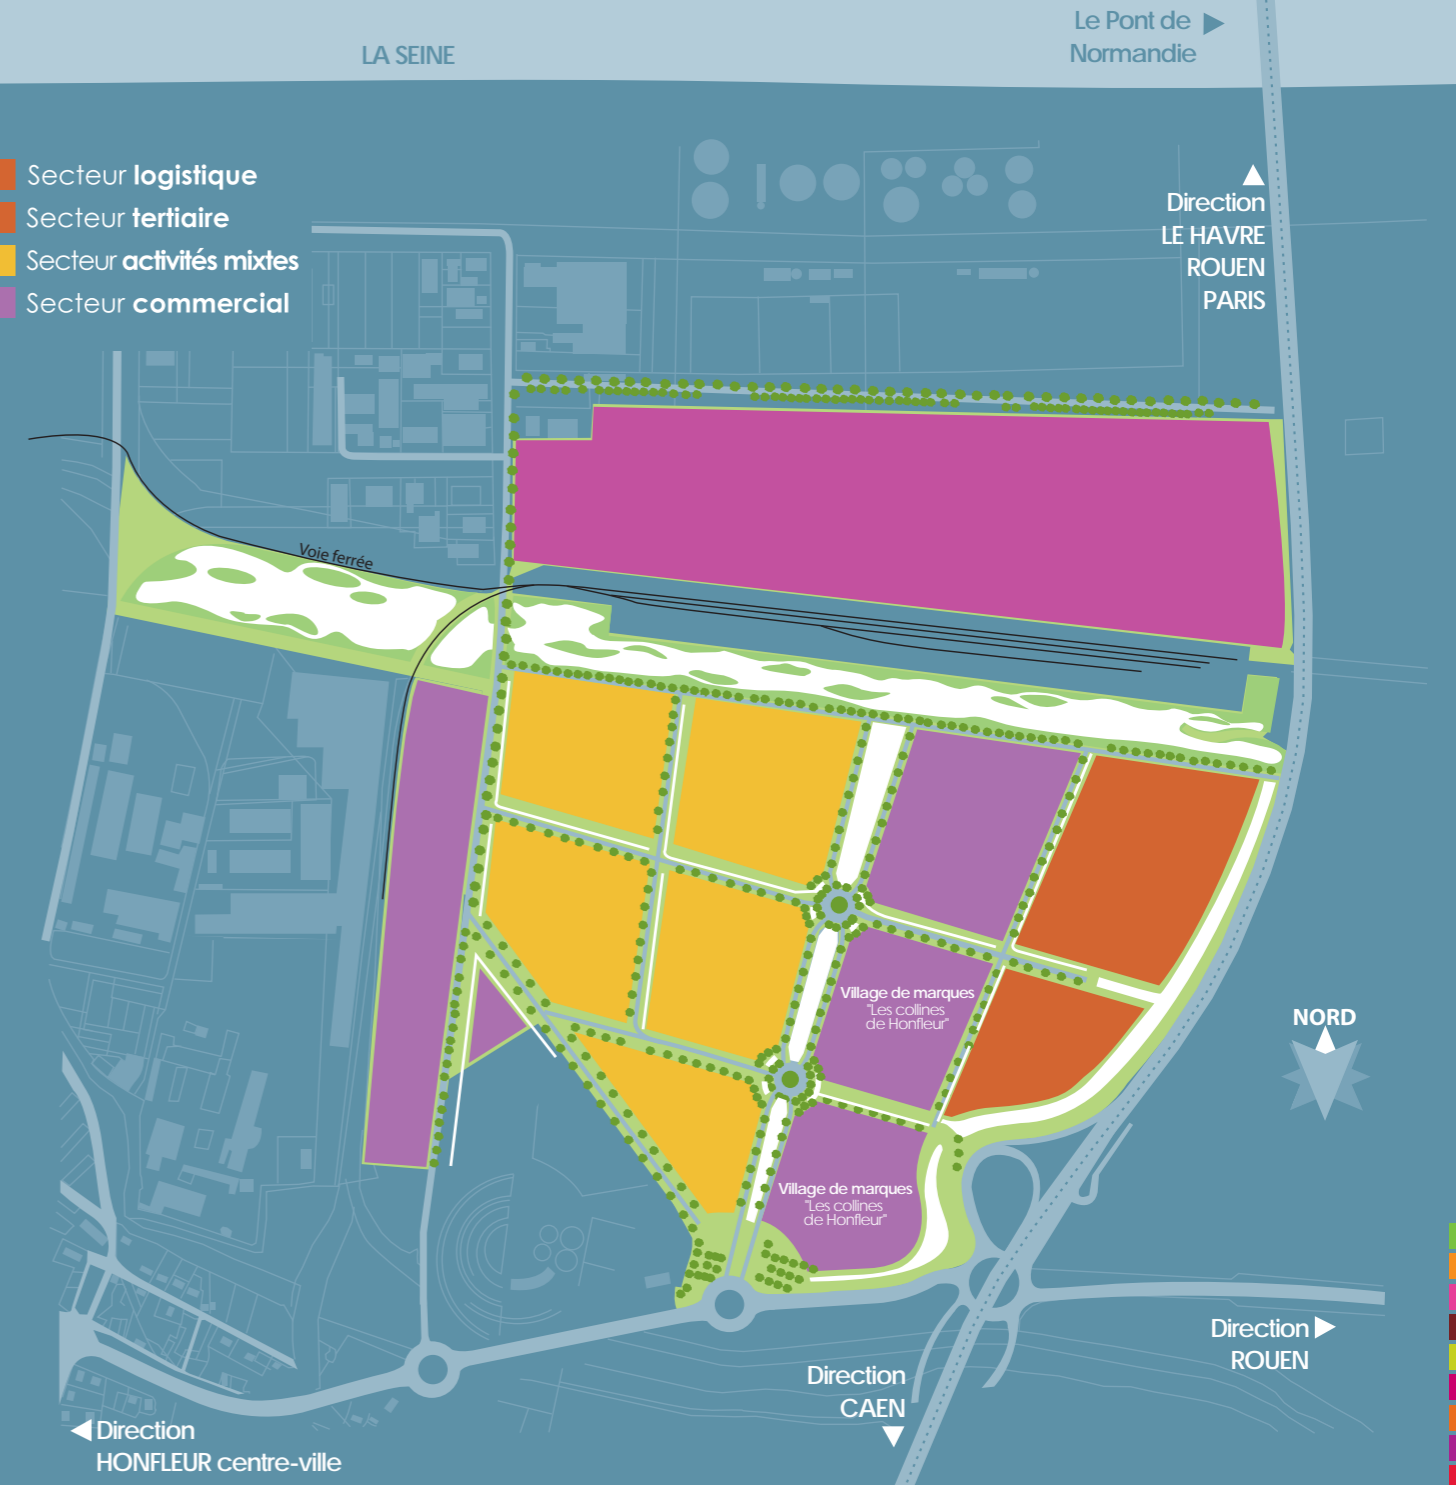 LA SEINE
Le Pont de
Normandie
Secteur logistique
Secteur tertiaire
Secteur activités mixtes
Secteur commercial
Direction
LE HAVRE
ROUEN
PARIS
Voie ferrée
Village de marques
"Les collines
de Honfleur"
NORD
Village de marques
"Les collines
de Honfleur"
Direction
ROUEN
Direction
CAEN
Direction
HONFLEUR centre-ville